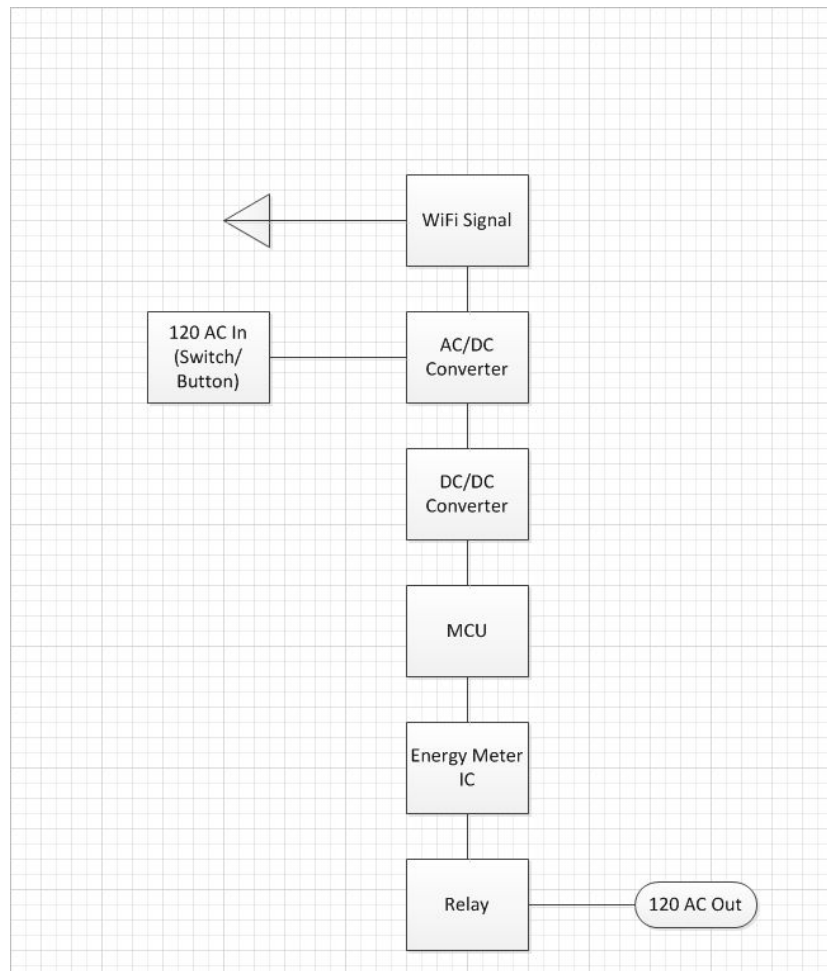 WiFi Signal
120 AC In
(Switch/
Button)
AC/DC
Converter
DC/DC
Converter
MCU
Energy Meter
IC
Relay
120 AC Out